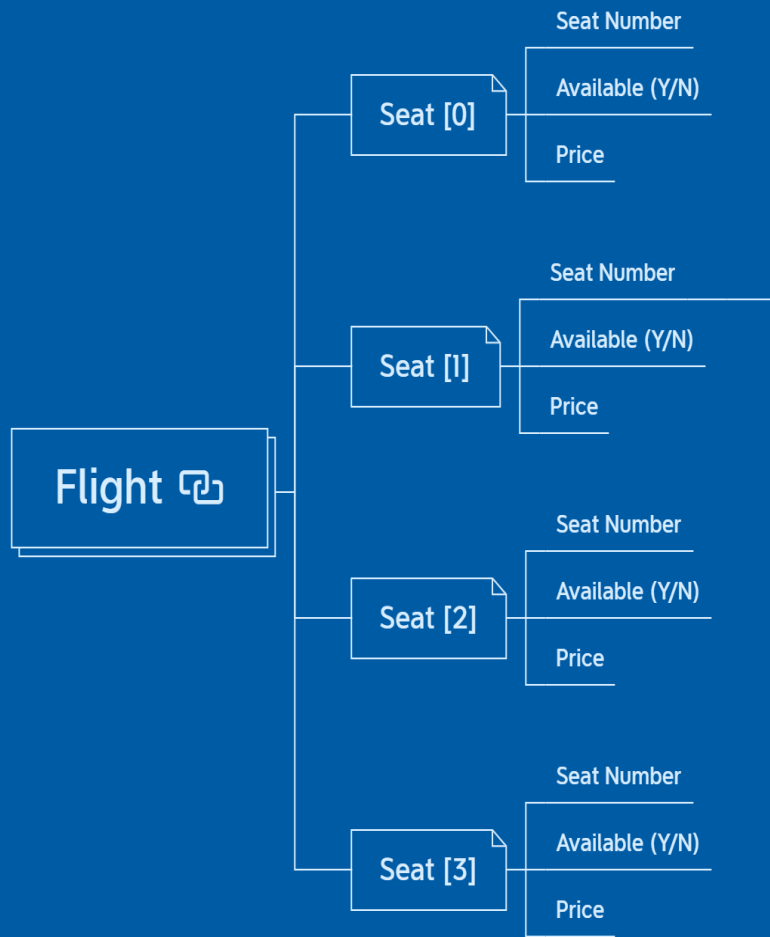 Seat Number
Seat [0]
Available (Y/N)
Price
Seat Number
Seat [1]
Available (Y/N)
Price
Flight
Seat Number
Seat [2]
Available (Y/N)
Price
Seat Number
Seat [3]
Available (Y/N)
Price